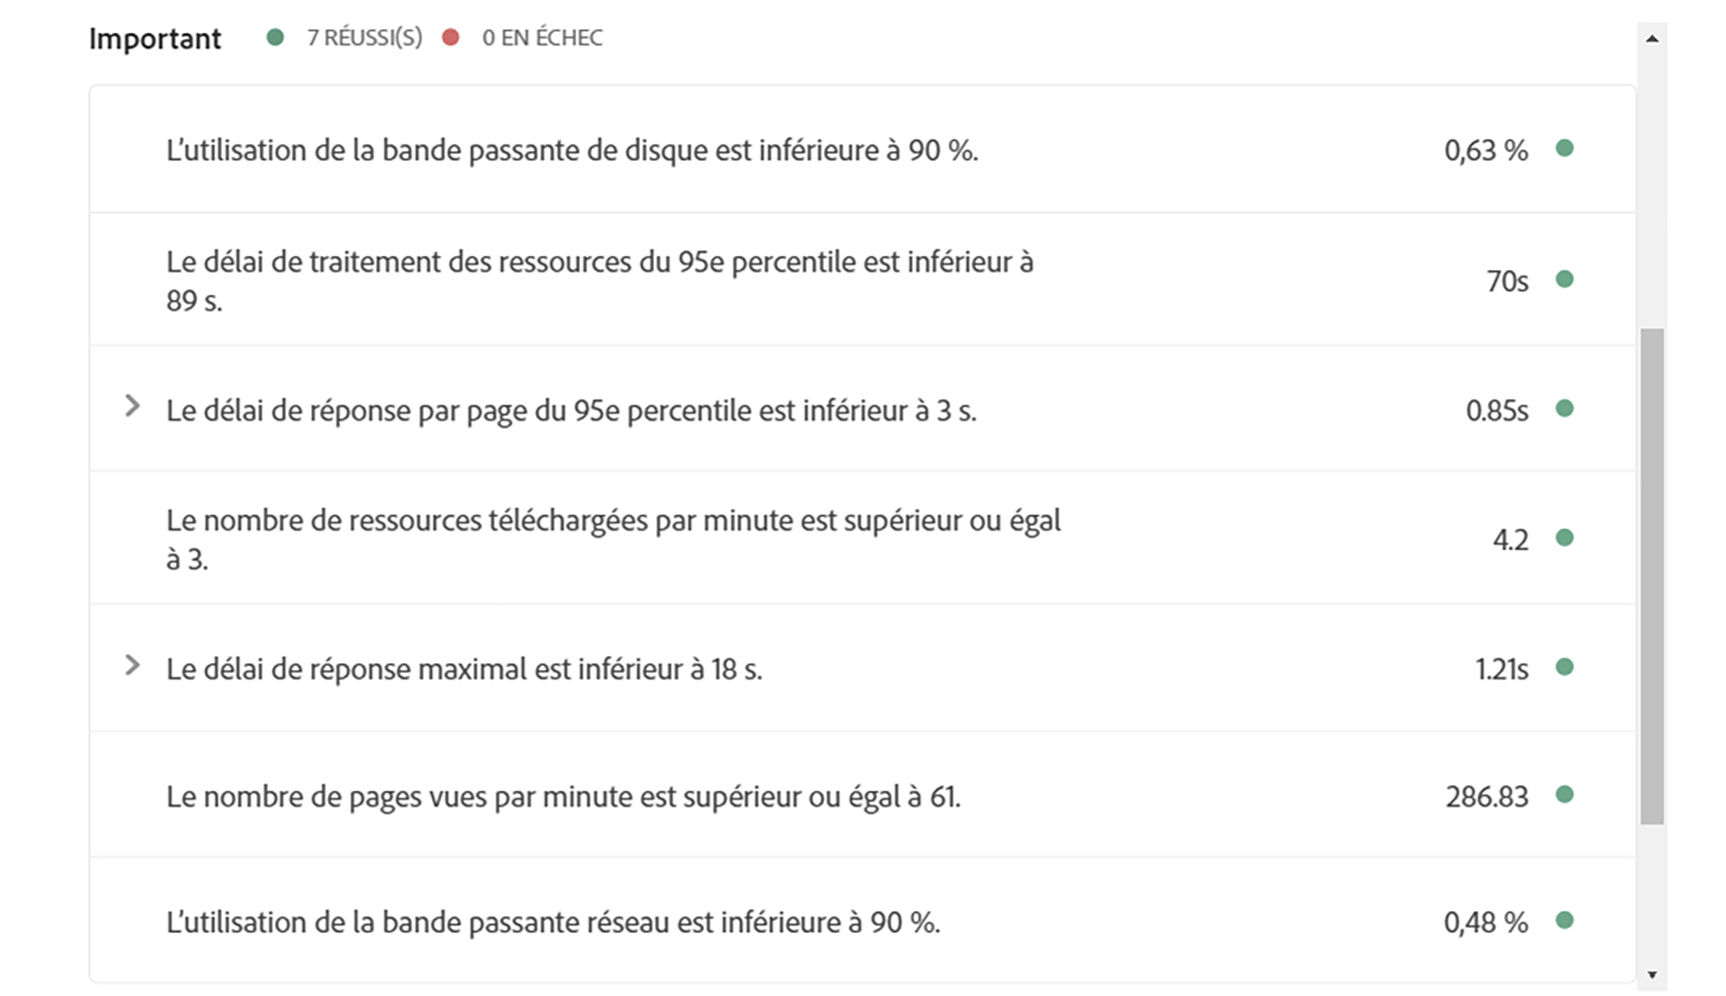 Important 7 RÉUSSI(S) 0 EN ÉCHEC
L'utilisation de la bande passante de disque est inférieure à 90 %. 0,63 %
Le délai de traitement des ressources du 95e percentile est inférieur à
89 s.
70s
Le délai de réponse par page du 95e percentile est inférieur à 3 s. 0.85s
Le nombre de ressources téléchargées par minute est supérieur ou égal
à 3.
4.2
Le délai de réponse maximal est inférieur à 18 s. 1.21s
Le nombre de pages vues par minute est supérieur ou égal à 61. 286.83
L'utilisation de la bande passante réseau est inférieure à 90 %. 0,48 %